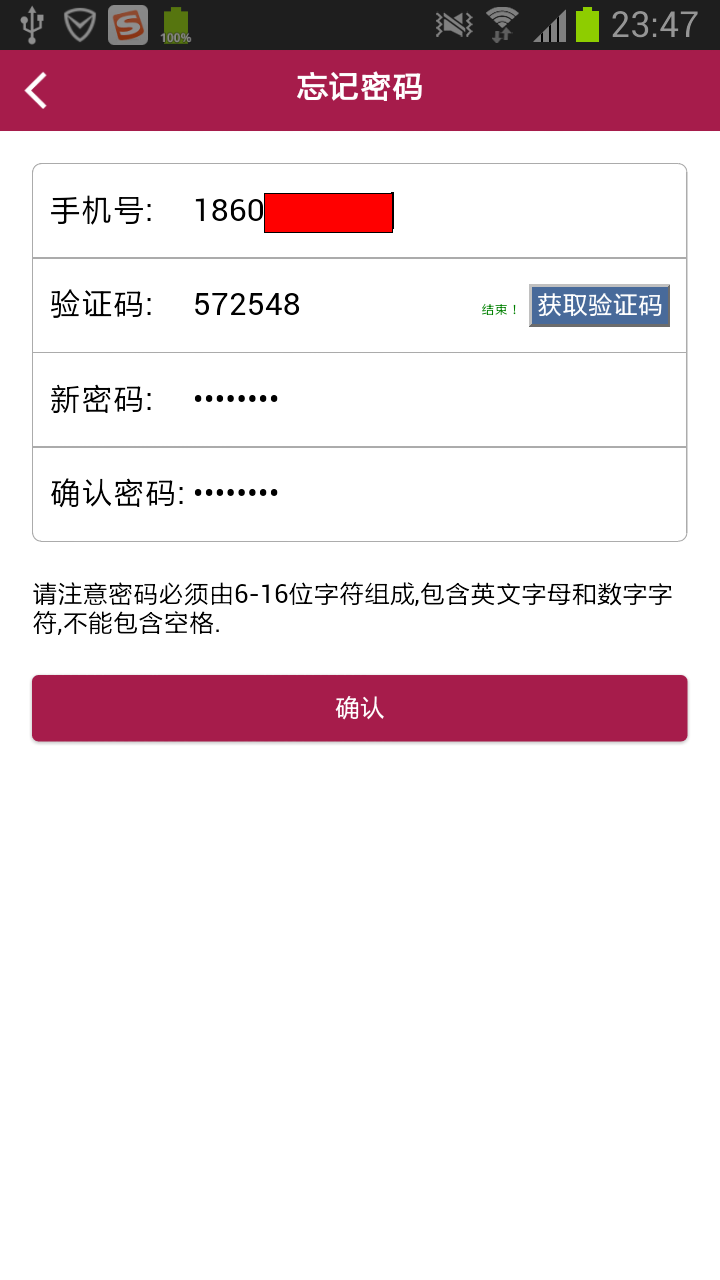 100%
23:47
忘记密码
手机号: 1860
验证码: 572548 结束！ 获取验证码
新密码: ••••••••
确认密码: ••••••••
请注意密码必须由6-16位字符组成,包含英文字母和数字字
符,不能包含空格.
确认